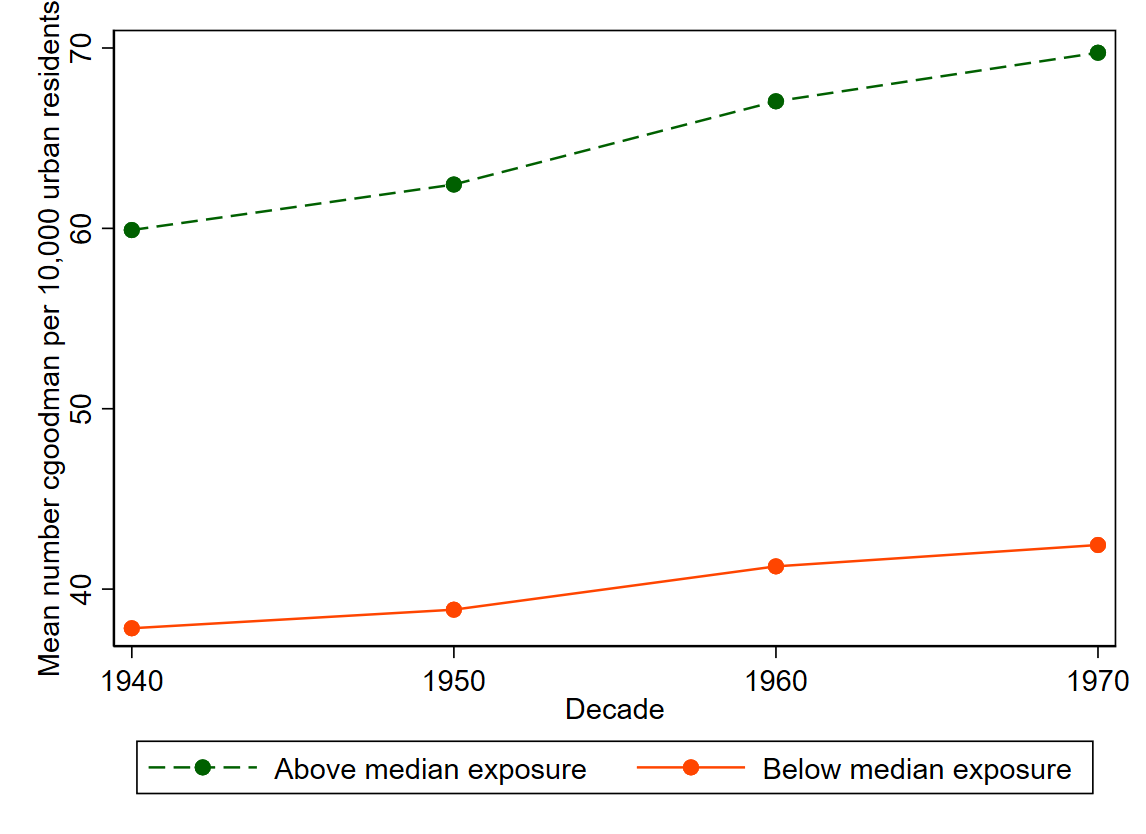 Mean number cgoodman per 10,000 urban residents
70
60
50
40
1940 1950 1960 1970
Decade
Above median exposure Below median exposure